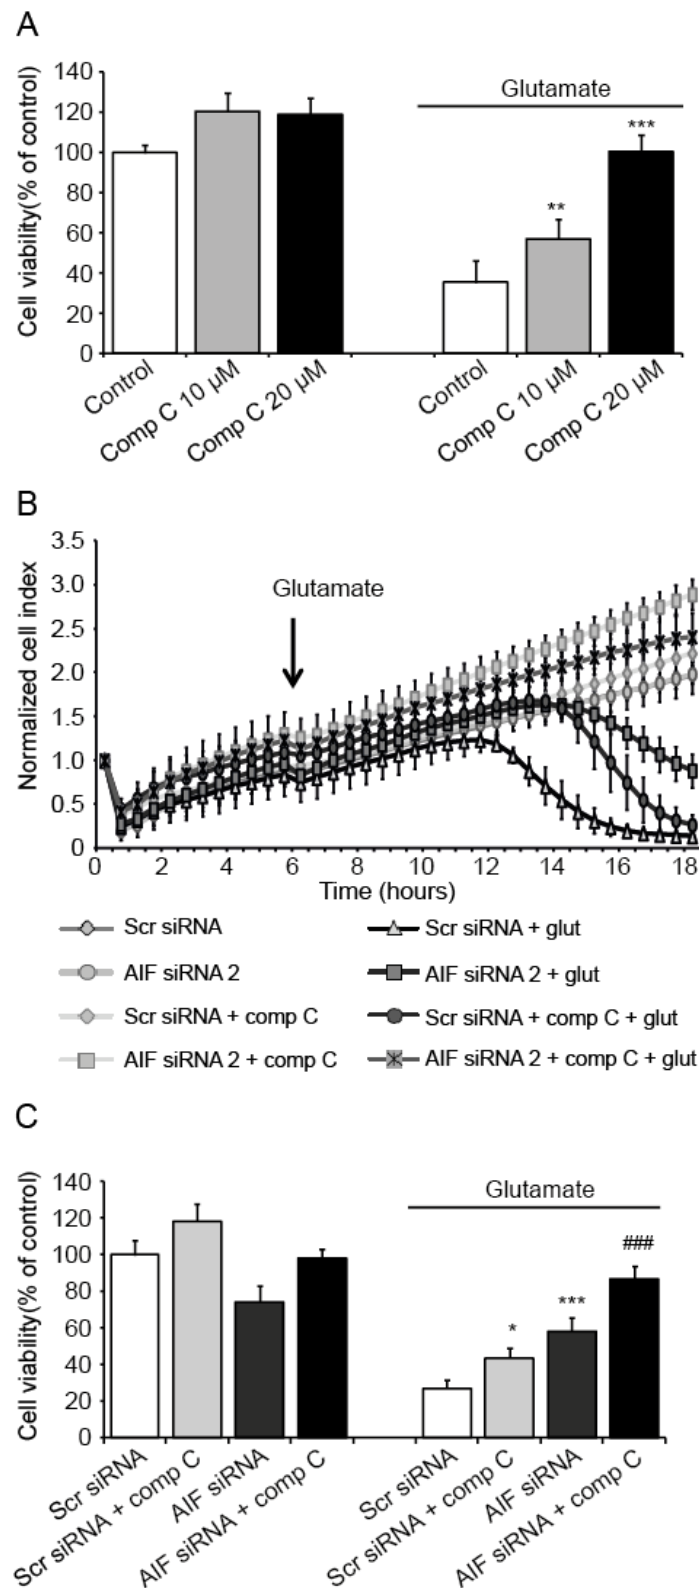 A
Cell viability(% of control)
140
120
100
80
60
40
20
0
Glutamate
**
***
Control
Comp C 10 μM
Comp C 20 μM
Control
Comp C 10 μM
Comp C 20 μM
B
Normalized cell index
3.5
3.0
2.5
2.0
1.5
1.0
0.5
0
Glutamate
0 2 4 6 8 10 12 14 16 18
Time (hours)
Scr siRNA
Scr siRNA + glut
AIF siRNA 2
AIF siRNA 2 + glut
Scr siRNA + comp C
Scr siRNA + comp C + glut
AIF siRNA 2 + comp C
AIF siRNA 2 + comp C + glut
C
Cell viability(% of control)
140
120
100
80
60
40
20
0
Glutamate
*
***
###
Scr siRNA
Scr siRNA + comp C
AIF siRNA
AIF siRNA + comp C
Scr siRNA
Scr siRNA + comp C
AIF siRNA
AIF siRNA + comp C